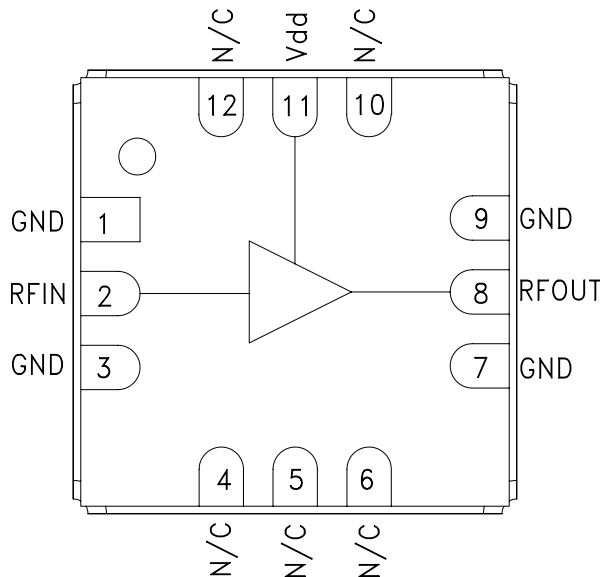 N/C
Vdd
N/C
12
11
10
GND
1
9
GND
RFIN
2
8
RFOUT
GND
3
7
GND
4
5
6
N/C
N/C
N/C